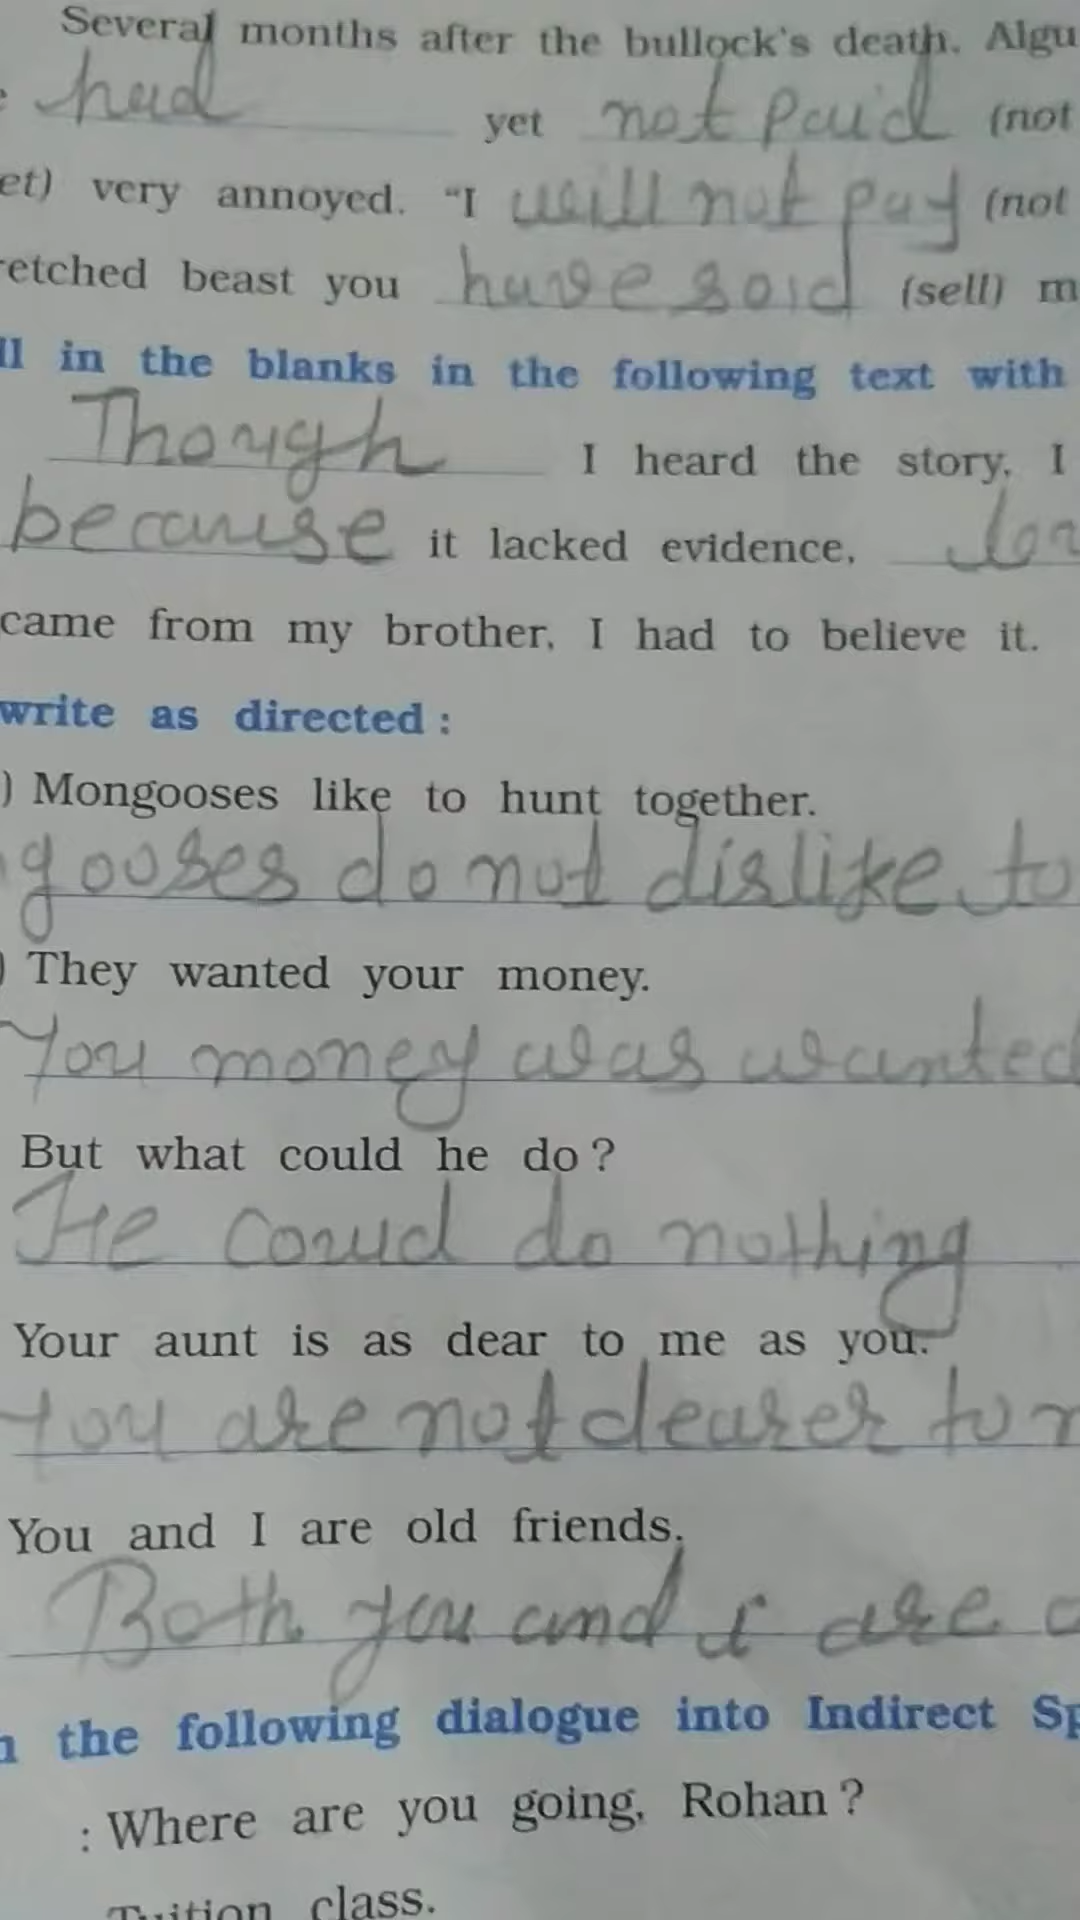 Several months after the bullock's death. Algu
had yet not paid (not
et) very annoyed. "I will not pay (not
retched beast you have sold (sell) m
ll in the blanks in the following text with
Though I heard the story, I
because it lacked evidence,
came from my brother, I had to believe it.
write as directed :
) Mongooses like to hunt together.
gooses do not dislike to
) They wanted your money.
You money was wanted
But what could he do ?
He could do nothing
Your aunt is as dear to me as you.
You are not dearer to m
You and I are old friends.
Both you and I are o
n the following dialogue into Indirect Sp
: Where are you going, Rohan ?
Tuition class.